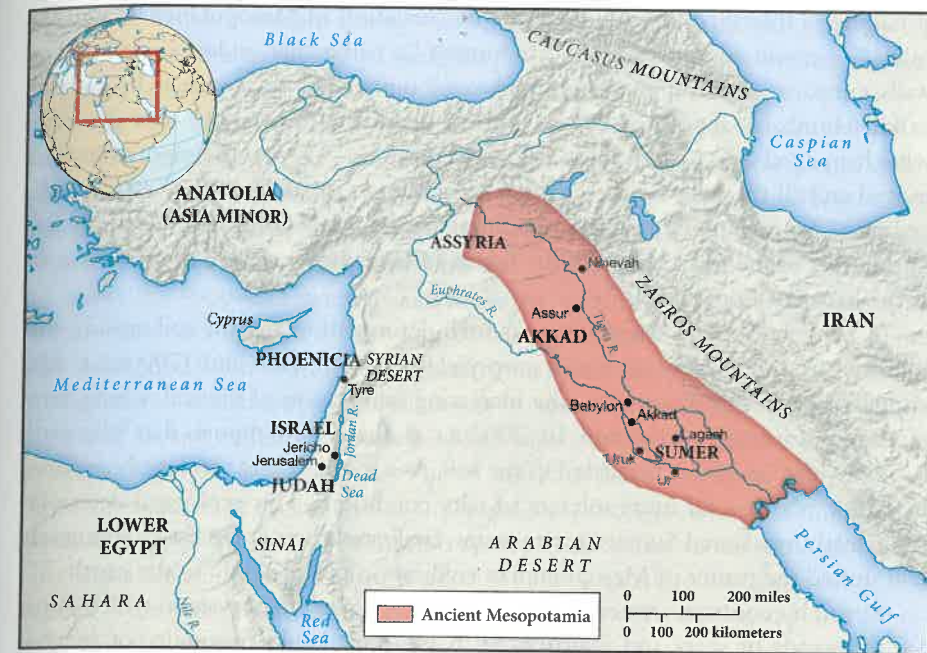 Black Sea
CAUCASUS MOUNTAINS
Caspian
Sea
ANATOLIA
(ASIA MINOR)
ASSYRIA
Ninevah
Euphrates R.
Assur
Tigris R.
ZAGROS MOUNTAINS
IRAN
AKKAD
Cyprus
PHOENICIA
SYRIAN
DESERT
Mediterranean Sea
Tyre
Babylon
Akkad
ISRAEL
Jordan R.
Lagash
Jericho
Jerusalem
SUMER
Uruk
Ur
JUDAH
Dead
Sea
LOWER
EGYPT
SINAI
ARABIAN
DESERT
Persian Gulf
SAHARA
Nile R.
Red
Sea
Ancient Mesopotamia
0 100 200 miles
0 100 200 kilometers